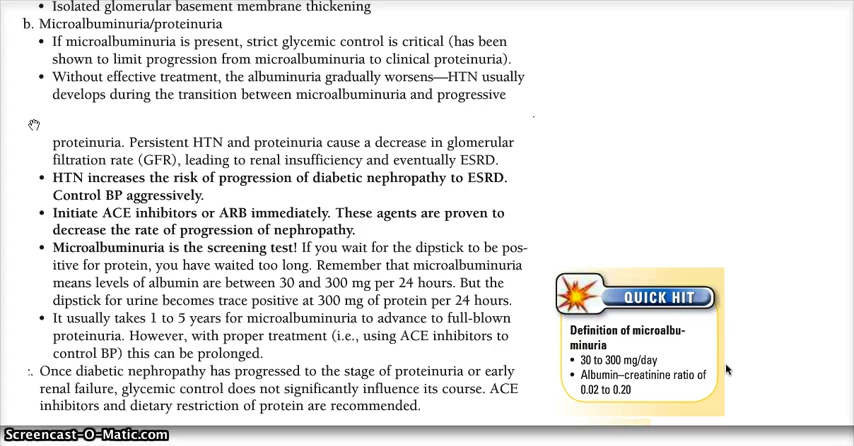 • Isolated glomerular basement membrane thickening
b. Microalbuminuria/proteinuria
• If microalbuminuria is present, strict glycemic control is critical (has been
shown to limit progression from microalbuminuria to clinical proteinuria).
• Without effective treatment, the albuminuria gradually worsens—HTN usually
develops during the transition between microalbuminuria and progressive
proteinuria. Persistent HTN and proteinuria cause a decrease in glomerular
filtration rate (GFR), leading to renal insufficiency and eventually ESRD.
• HTN increases the risk of progression of diabetic nephropathy to ESRD.
Control BP aggressively.
• Initiate ACE inhibitors or ARB immediately. These agents are proven to
decrease the rate of progression of nephropathy.
• Microalbuminuria is the screening test! If you wait for the dipstick to be pos-
itive for protein, you have waited too long. Remember that microalbuminuria
means levels of albumin are between 30 and 300 mg per 24 hours. But the
dipstick for urine becomes trace positive at 300 mg of protein per 24 hours.
• It usually takes 1 to 5 years for microalbuminuria to advance to full-blown
proteinuria. However, with proper treatment (i.e., using ACE inhibitors to
control BP) this can be prolonged.
:. Once diabetic nephropathy has progressed to the stage of proteinuria or early
renal failure, glycemic control does not significantly influence its course. ACE
inhibitors and dietary restriction of protein are recommended.
QUICK HIT
Definition of microalbu-
minuria
• 30 to 300 mg/day
• Albumin–creatinine ratio of
0.02 to 0.20
Screencast-O-Matic.com